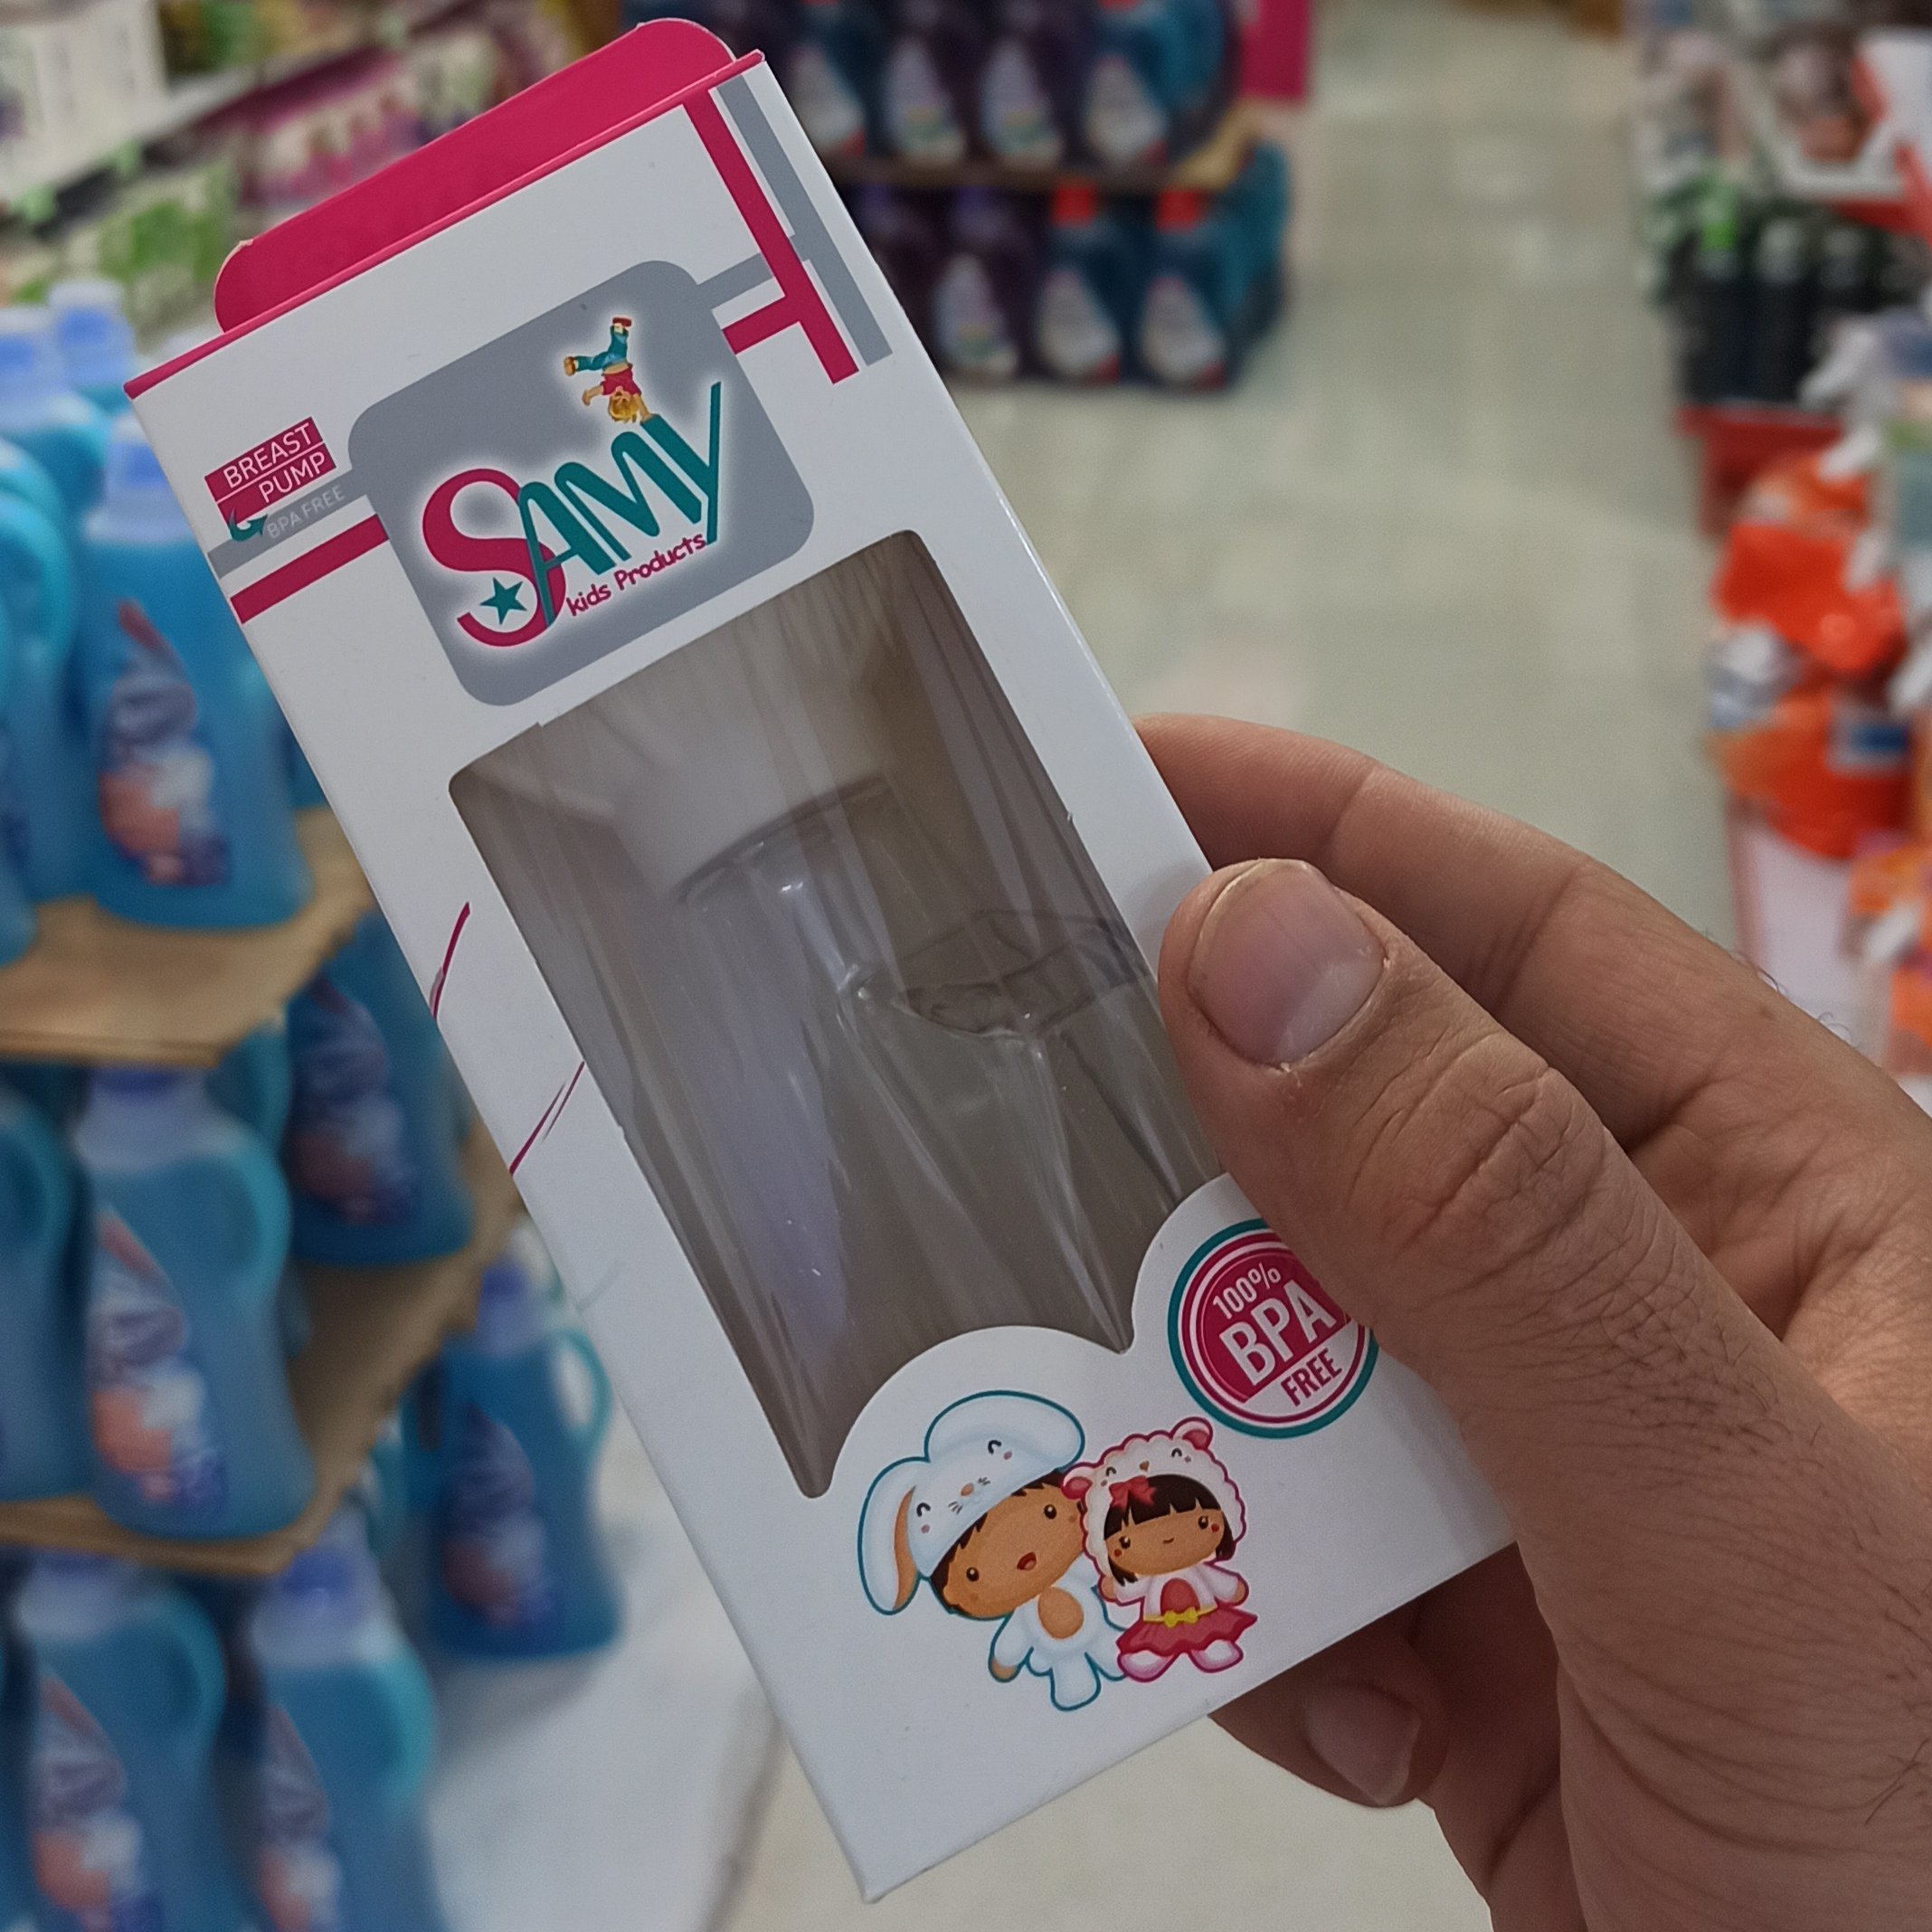 BREAST
PUMP
BPA FREE
SAMY
kids Products
100%
BPA
FREE